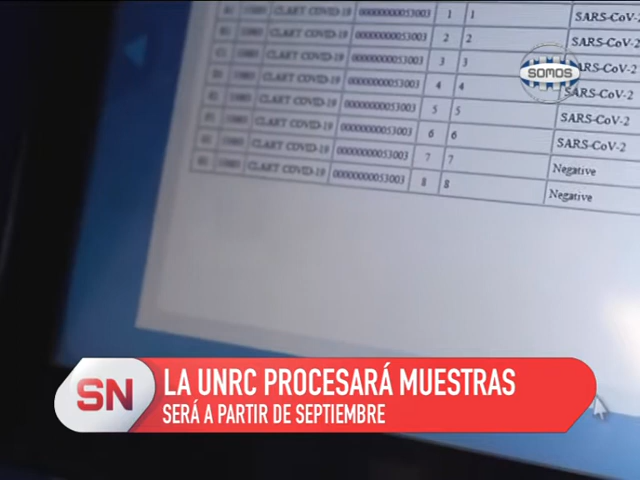 CLART COVID-19 00000000053003 1 1 SARS-CoV-2
CLART COVID-19 00000000053003 2 2 SARS-CoV-2
CLART COVID-19 00000000053003 3 3 SARS-CoV-2
CLART COVID-19 00000000053003 4 4 SARS-CoV-2
CLART COVID-19 00000000053003 5 5 SARS-CoV-2
CLART COVID-19 00000000053003 6 6 SARS-CoV-2
CLART COVID-19 00000000053003 7 7 Negative
CLART COVID-19 00000000053003 8 8 Negative
SOMOS
SN
LA UNRC PROCESARÁ MUESTRAS
SERÁ A PARTIR DE SEPTIEMBRE